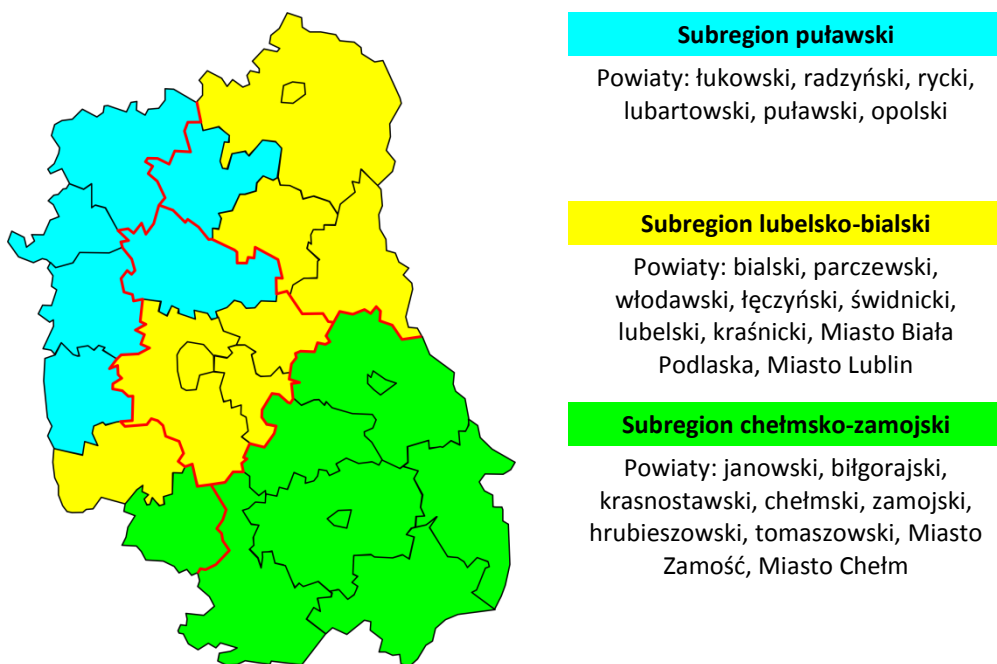 Subregion puławski
Powiaty: łukowski, radzyński, rycki,
lubartowski, puławski, opolski
Subregion lubelsko-bialski
Powiaty: bialski, parczewski,
włodawski, łęczyński, świdnicki,
lubelski, kraśnicki, Miasto Biała
Podlaska, Miasto Lublin
Subregion chełmsko-zamojski
Powiaty: janowski, biłgorajski,
krasnostawski, chełmski, zamojski,
hrubieszowski, tomaszowski, Miasto
Zamość, Miasto Chełm